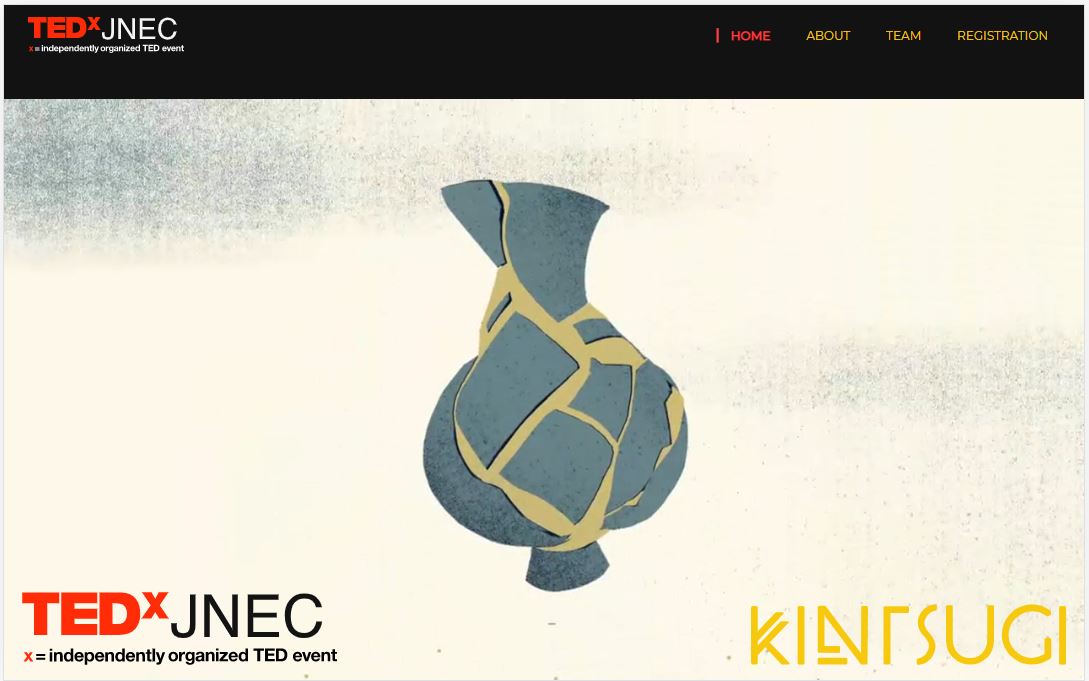 TEDxJNEC
x = independently organized TED event
HOME ABOUT TEAM REGISTRATION
TEDxJNEC
x = independently organized TED event
KINTSUGI